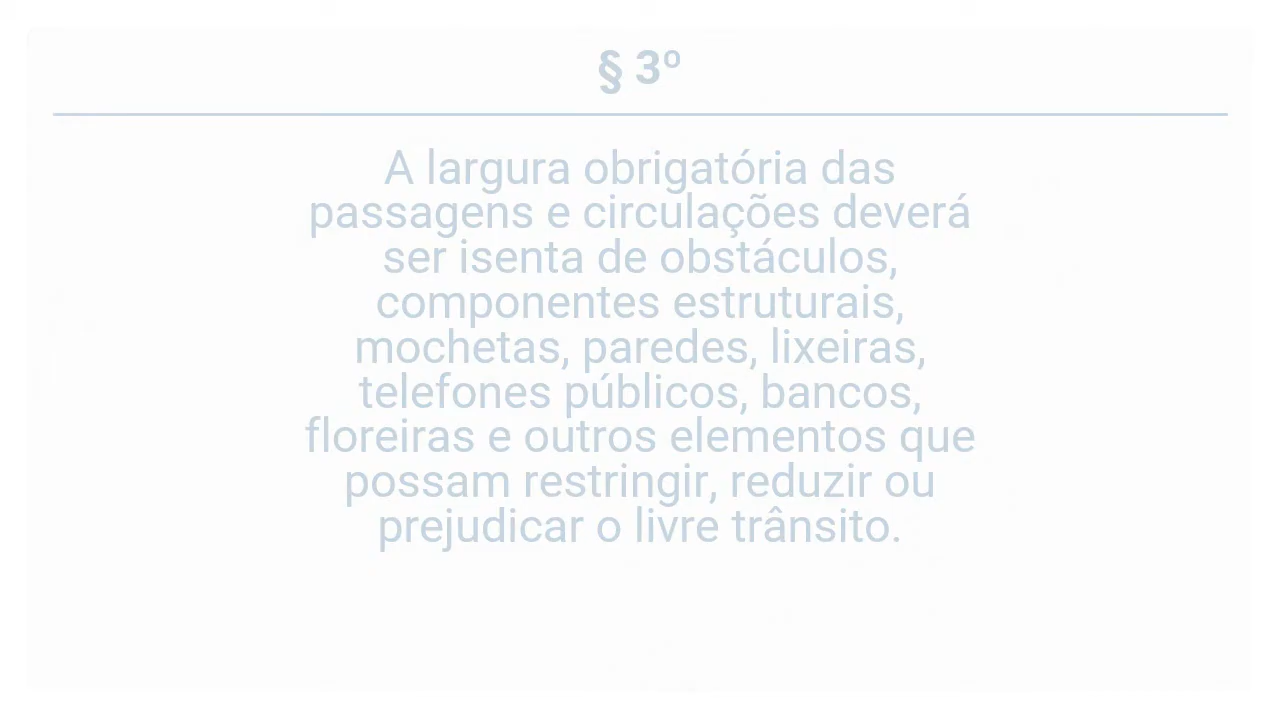 § 3º
A largura obrigatória das
passagens e circulações deverá
ser isenta de obstáculos,
componentes estruturais,
mochetas, paredes, lixeiras,
telefones públicos, bancos,
floreiras e outros elementos que
possam restringir, reduzir ou
prejudicar o livre trânsito.